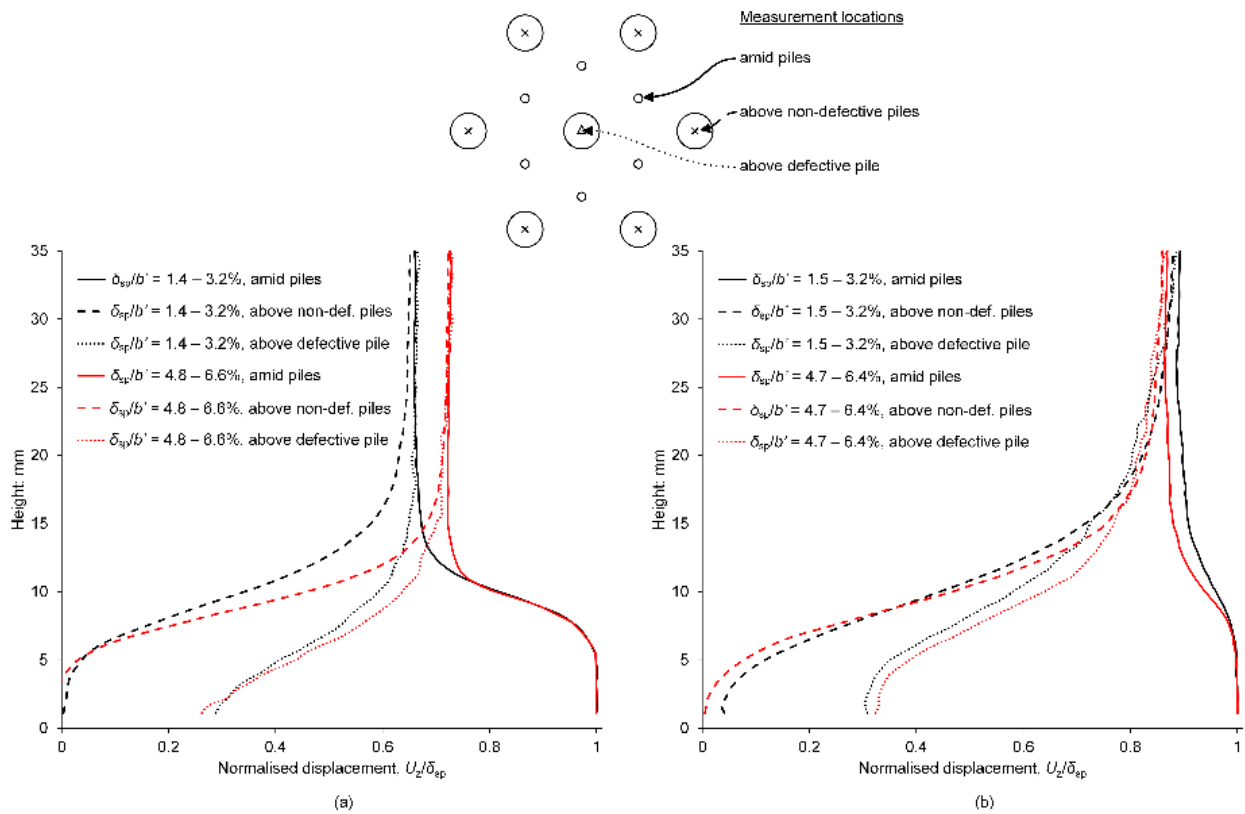 Measurement locations
amid piles
above non-defective piles
above defective pile
δsp/b' = 1.4 – 3.2%, amid piles
δsp/b' = 1.4 – 3.2%, above non-def. piles
δsp/b' = 1.4 – 3.2%, above defective pile
δsp/b' = 4.8 – 6.6%, amid piles
δsp/b' = 4.8 – 6.6%. above non-def. piles
δsp/b' = 4.8 – 6.6%. above defective pile
35
30
25
20
15
10
5
0
Height: mm
0
0.2
0.4
0.6
0.8
1
Normalised displacement. Uz/δsp
(a)
δsp/b' = 1.5 – 3.2%, amid piles
δsp/b' = 1.5 – 3.2%, above non-def. piles
δsp/b' = 1.5 – 3.2%, above defective pile
δsp/b' = 4.7 – 6.4%, amid piles
δsp/b' = 4.7 – 6.4%, above non-def. piles
δsp/b' = 4.7 – 6.4%, above defective pile
35
30
25
20
15
10
5
0
Height: mm
0
0.2
0.4
0.6
0.8
1
Normalised displacement. Uz/δsp
(b)